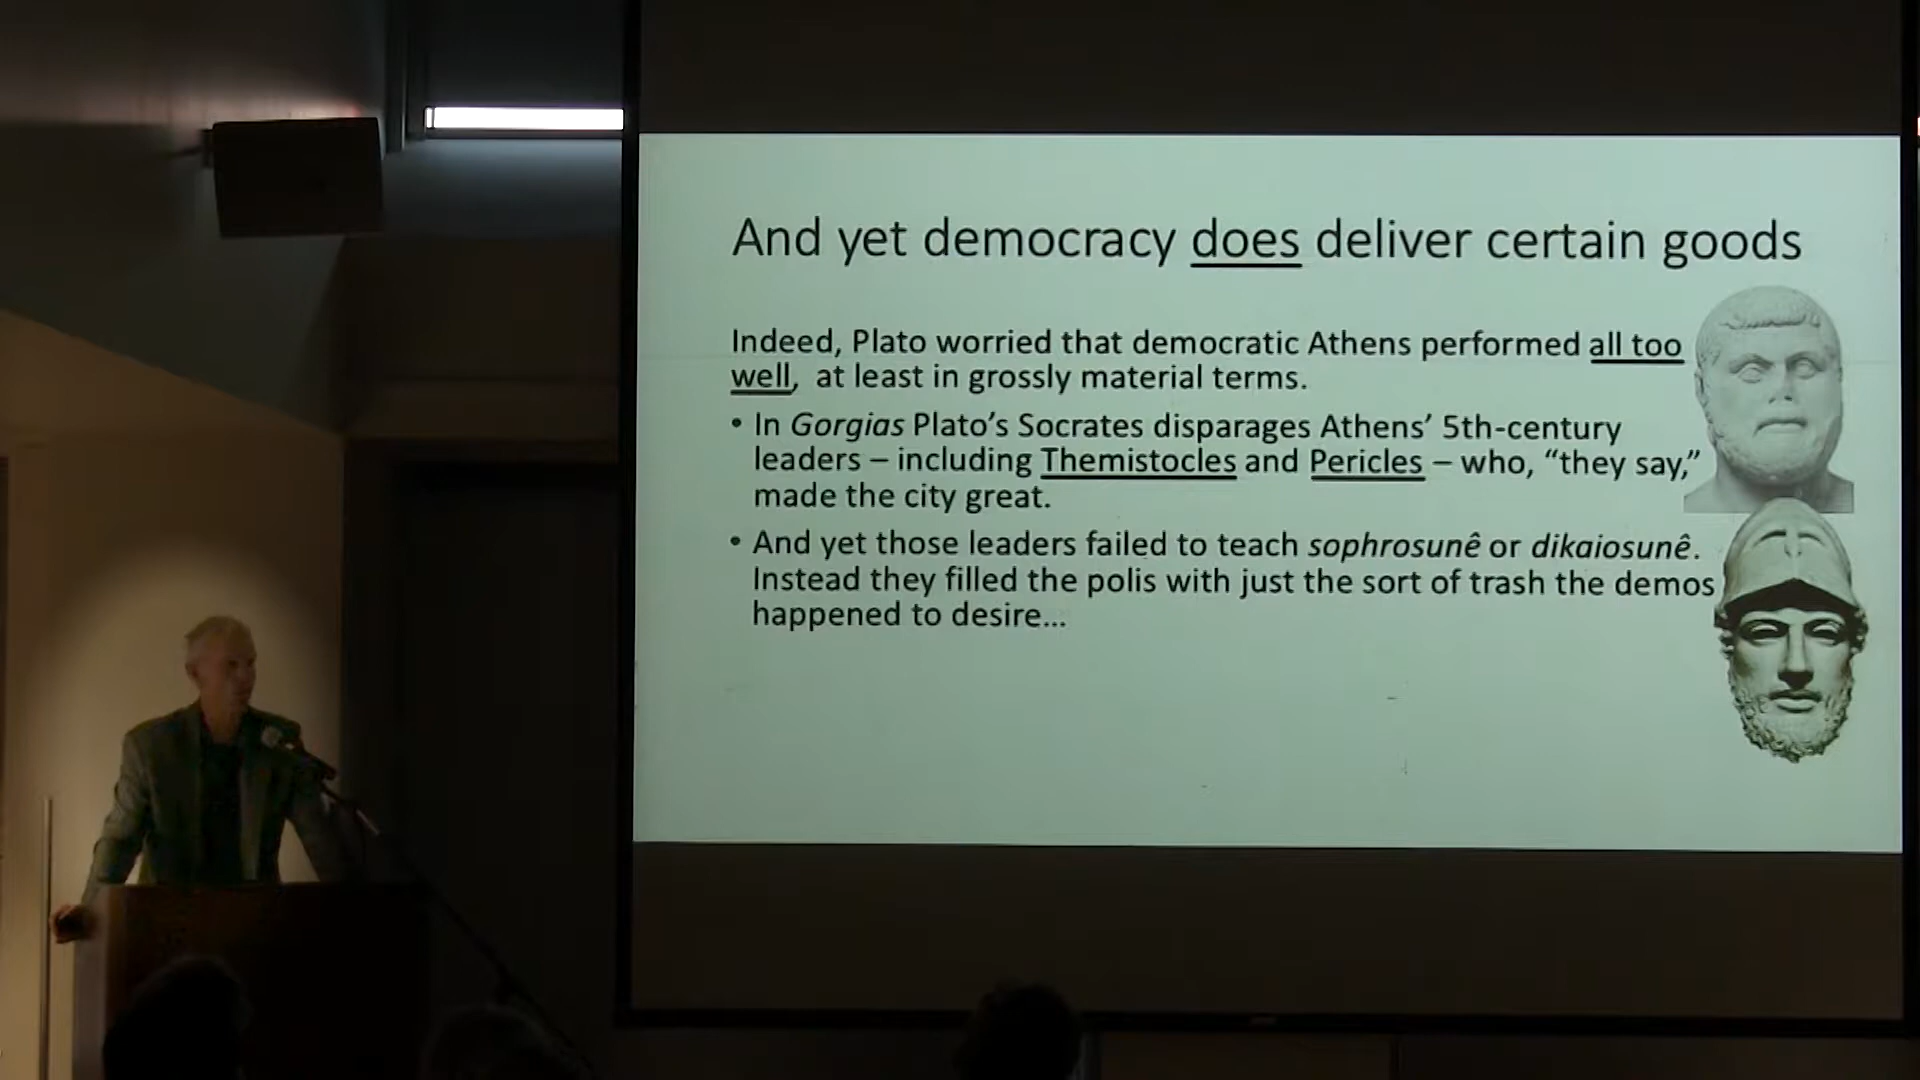 And yet democracy does deliver certain goods
Indeed, Plato worried that democratic Athens performed all too
well, at least in grossly material terms.
• In Gorgias Plato's Socrates disparages Athens' 5th-century
leaders – including Themistocles and Pericles – who, “they say,”
made the city great.
• And yet those leaders failed to teach sophrosunê or dikaiosunê.
Instead they filled the polis with just the sort of trash the demos
happened to desire...